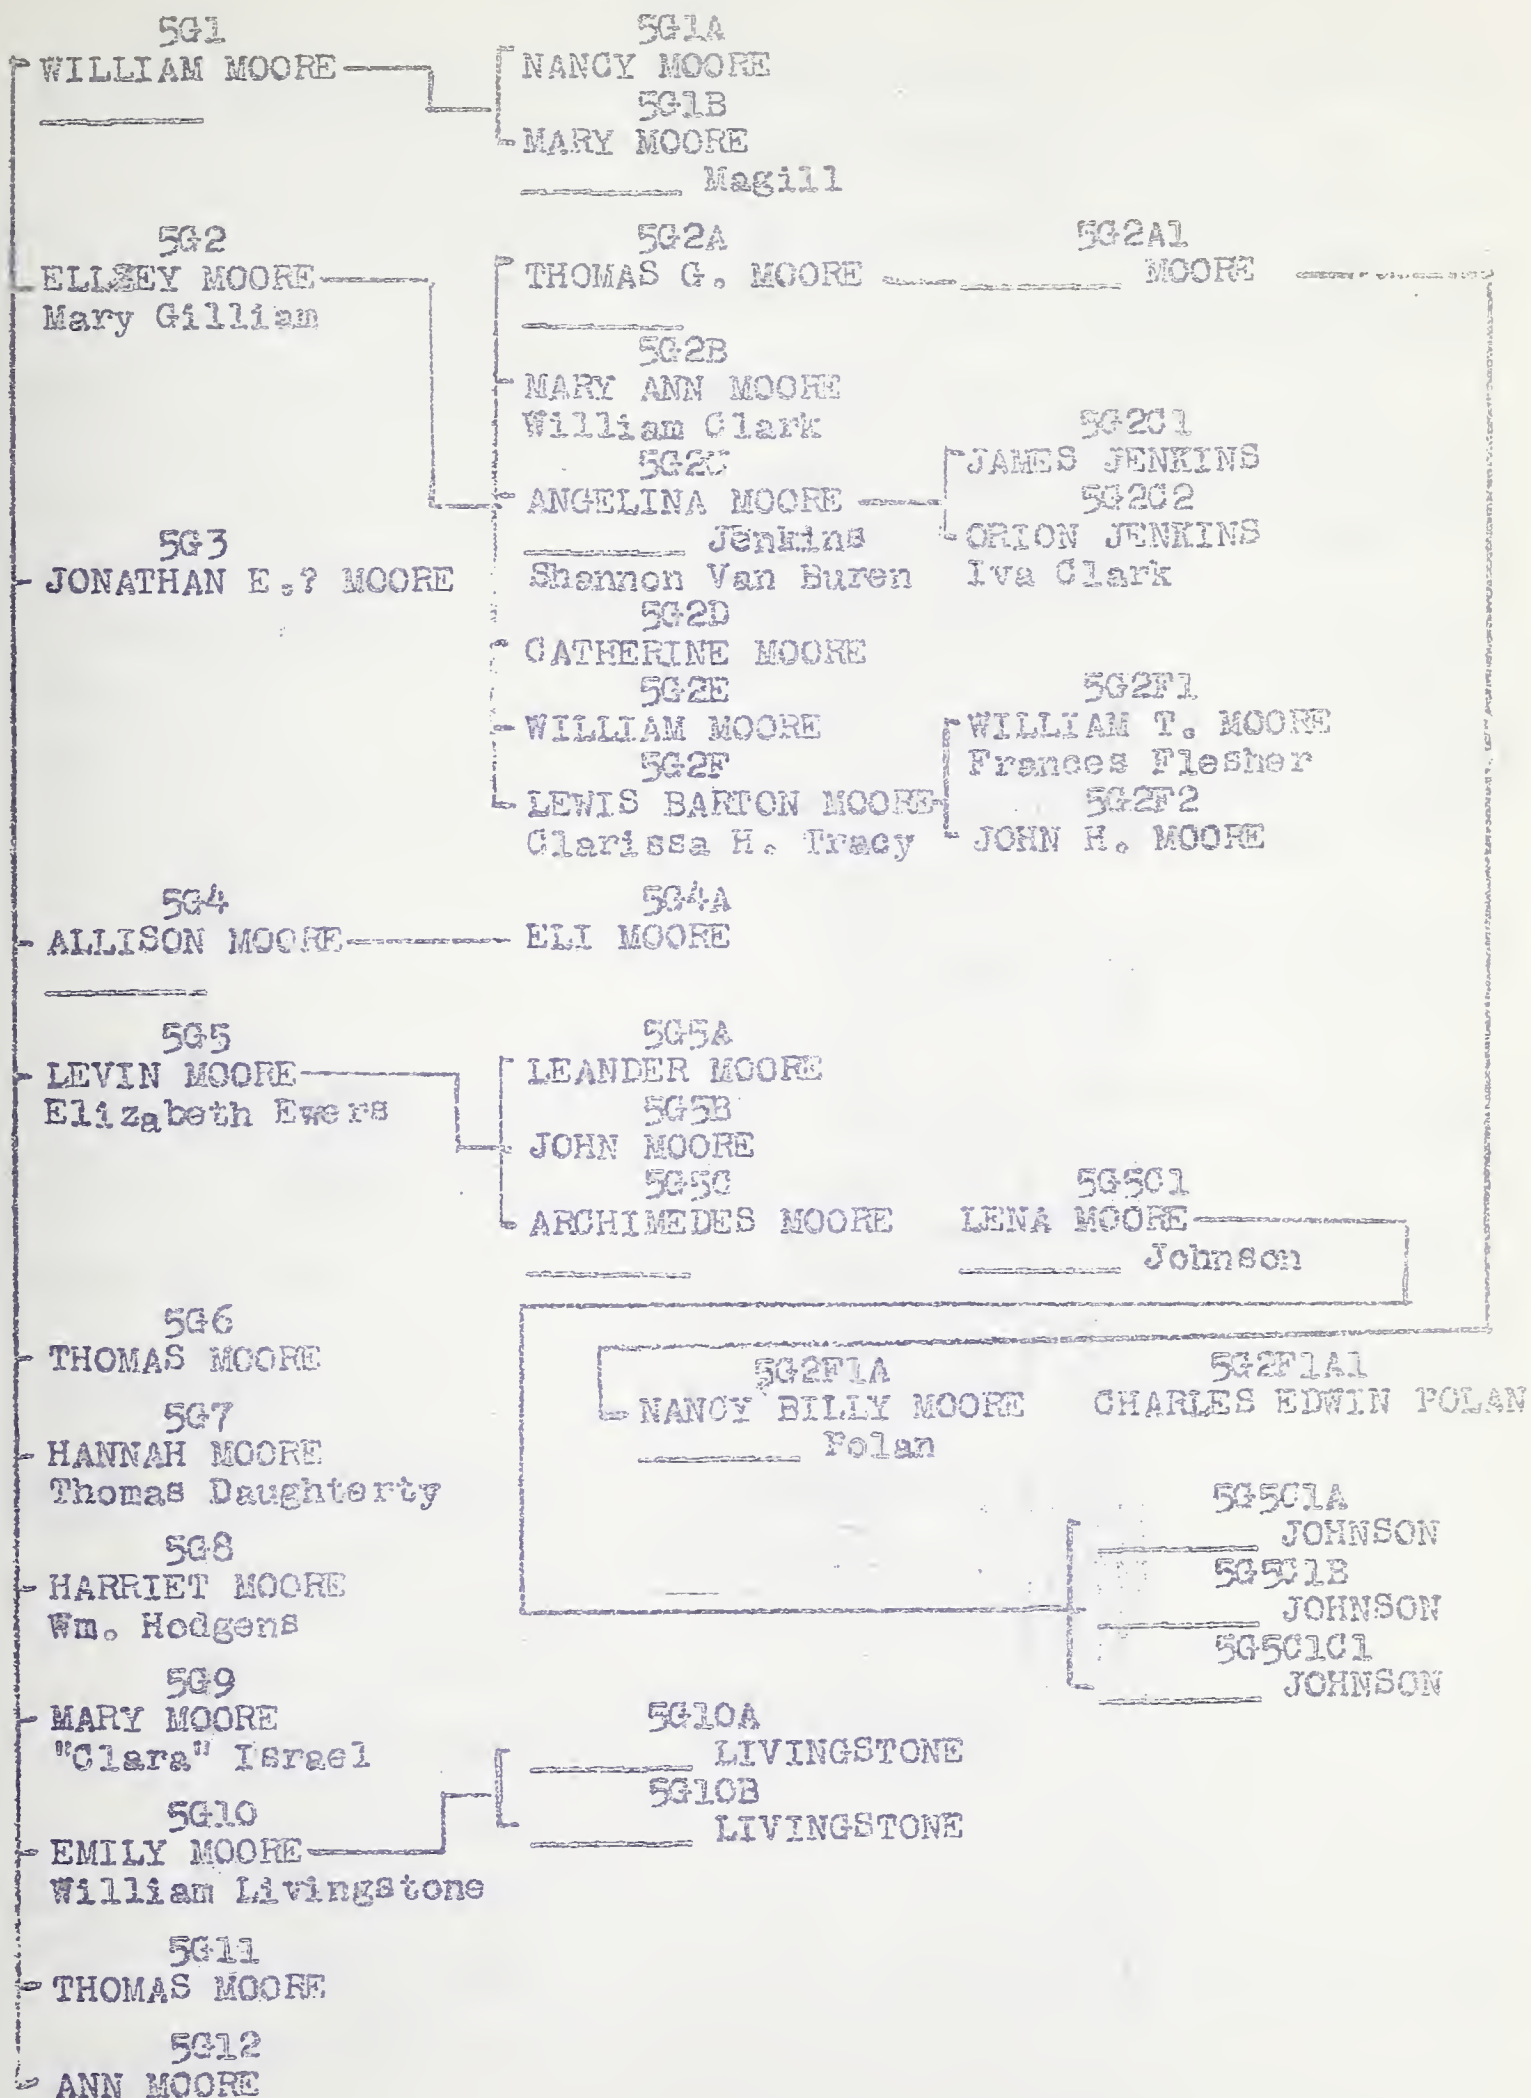 5G1
WILLIAM MOORE
5G1A
NANCY MOORE
5G1B
MARY MOORE
Magill
5G2
ELLZEY MOORE
Mary Gilliam
5G2A
THOMAS G. MOORE
5G2A1
MOORE
5G2B
MARY ANN MOORE
William Clark
5G2C
ANGELINA MOORE
Jenkins
Shannon Van Buren
5G2C1
JAMES JENKINS
5G2C2
ORION JENKINS
Iva Clark
5G2D
CATHERINE MOORE
5G2E
WILLIAM MOORE
5G2F
LEWIS BARTON MOORE
Clarissa H. Tracy
5G2F1
WILLIAM T. MOORE
Frances Flesher
5G2F2
JOHN H. MOORE
5G3
JONATHAN E.? MOORE
5G4
ALLISON MOORE
5G4A
ELI MOORE
5G5
LEVIN MOORE
Elizabeth Ewers
5G5A
LEANDER MOORE
5G5B
JOHN MOORE
5G5C
ARCHIMEDES MOORE
5G5C1
LENA MOORE
Johnson
5G6
THOMAS MOORE
5G2F1A
NANCY BILLY MOORE
Folan
5G2F1A1
CHARLES EDWIN FOLAN
5G7
HANNAH MOORE
Thomas Daughterty
5G5C1A
JOHNSON
5G5C1B
JOHNSON
5G5C1C1
JOHNSON
5G8
HARRIET MOORE
Wm. Hodgens
5G9
MARY MOORE
"Clara" Israel
5G10
EMILY MOORE
William Livingstone
5G10A
LIVINGSTONE
5G10B
LIVINGSTONE
5G11
THOMAS MOORE
5G12
ANN MOORE